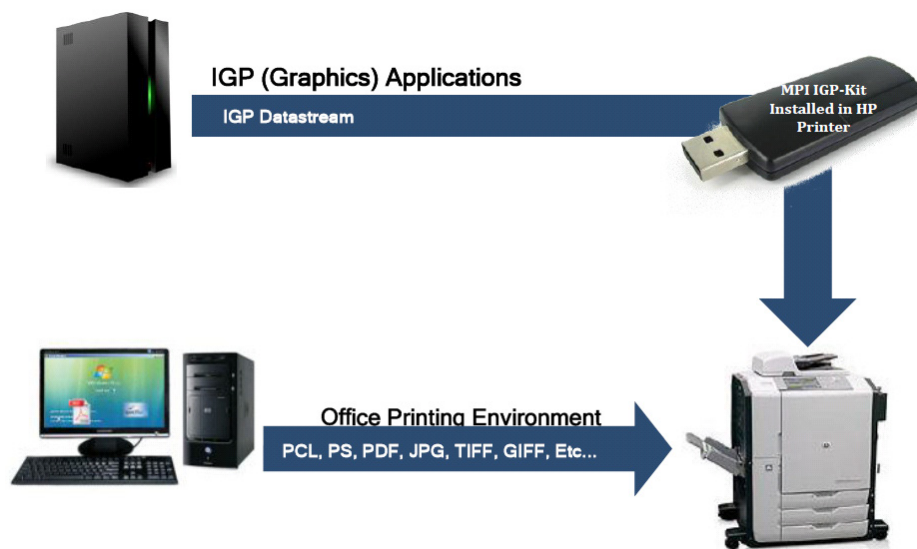 IGP (Graphics) Applications
IGP Datastream
MPI IGP-Kit
Installed in HP
Printer
Office Printing Environment
PCL, PS, PDF, JPG, TIFF, GIFF, Etc...